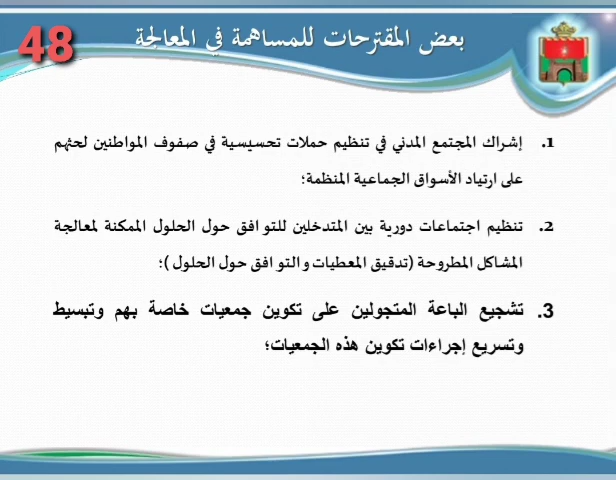 بعض المقترحات للمساهمة في المعالجة
48
1. إشراك المجتمع المدني في تنظيم حملات تحسيسية في صفوف المواطنين لحثهم
على ارتياد الأسواق الجماعية المنظمة؛
2. تنظيم اجتماعات دورية بين المتدخلين للتوافق حول الحلول الممكنة لمعالجة
المشاكل المطروحة (تدقيق المعطيات والتوافق حول الحلول)؛
3. تشجيع الباعة المتجولين على تكوين جمعيات خاصة بهم وتبسيط
وتسريع إجراءات تكوين هذه الجمعيات؛